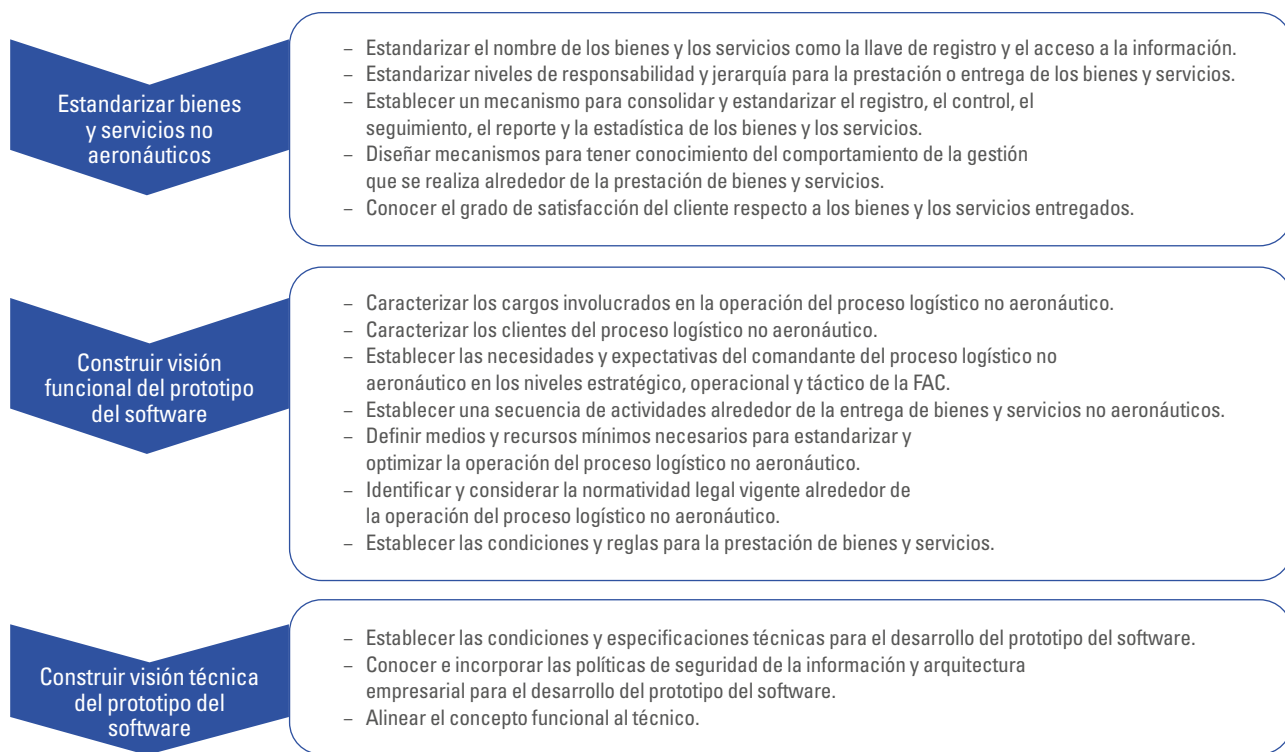 Estandarizar bienes
y servicios no
aeronáuticos
– Estandarizar el nombre de los bienes y los servicios como la llave de registro y el acceso a la información.
– Estandarizar niveles de responsabilidad y jerarquía para la prestación o entrega de los bienes y servicios.
– Establecer un mecanismo para consolidar y estandarizar el registro, el control, el
seguimiento, el reporte y la estadística de los bienes y los servicios.
– Diseñar mecanismos para tener conocimiento del comportamiento de la gestión
que se realiza alrededor de la prestación de bienes y servicios.
– Conocer el grado de satisfacción del cliente respecto a los bienes y los servicios entregados.
Construir visión
funcional del prototipo
del software
– Caracterizar los cargos involucrados en la operación del proceso logístico no aeronáutico.
– Caracterizar los clientes del proceso logístico no aeronáutico.
– Establecer las necesidades y expectativas del comandante del proceso logístico no
aeronáutico en los niveles estratégico, operacional y táctico de la FAC.
– Establecer una secuencia de actividades alrededor de la entrega de bienes y servicios no aeronáuticos.
– Definir medios y recursos mínimos necesarios para estandarizar y
optimizar la operación del proceso logístico no aeronáutico.
– Identificar y considerar la normatividad legal vigente alrededor de
la operación del proceso logístico no aeronáutico.
– Establecer las condiciones y reglas para la prestación de bienes y servicios.
Construir visión técnica
del prototipo del
software
– Establecer las condiciones y especificaciones técnicas para el desarrollo del prototipo del software.
– Conocer e incorporar las políticas de seguridad de la información y arquitectura
empresarial para el desarrollo del prototipo del software.
– Alinear el concepto funcional al técnico.